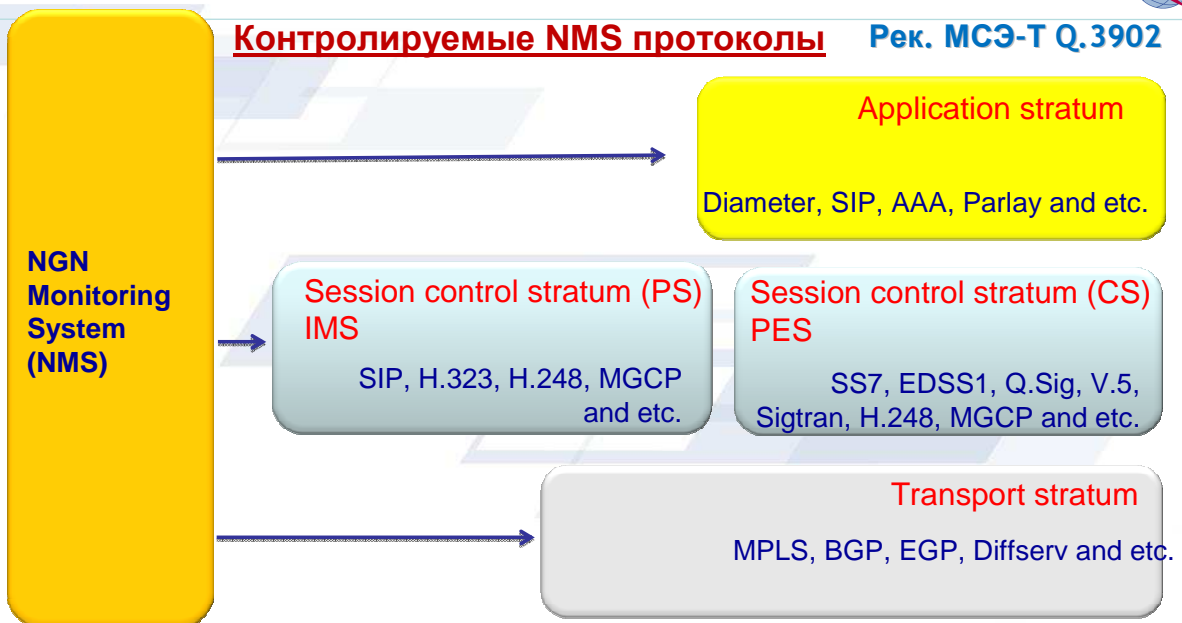 Контролируемые NMS протоколы
Рек. МСЭ-Т Q.3902
Application stratum
Diameter, SIP, AAA, Parlay and etc.
NGN
Monitoring
System
(NMS)
Session control stratum (PS)
IMS
SIP, H.323, H.248, MGCP
and etc.
Session control stratum (CS)
PES
SS7, EDSS1, Q.Sig, V.5,
Sigtran, H.248, MGCP and etc.
Transport stratum
MPLS, BGP, EGP, Diffserv and etc.